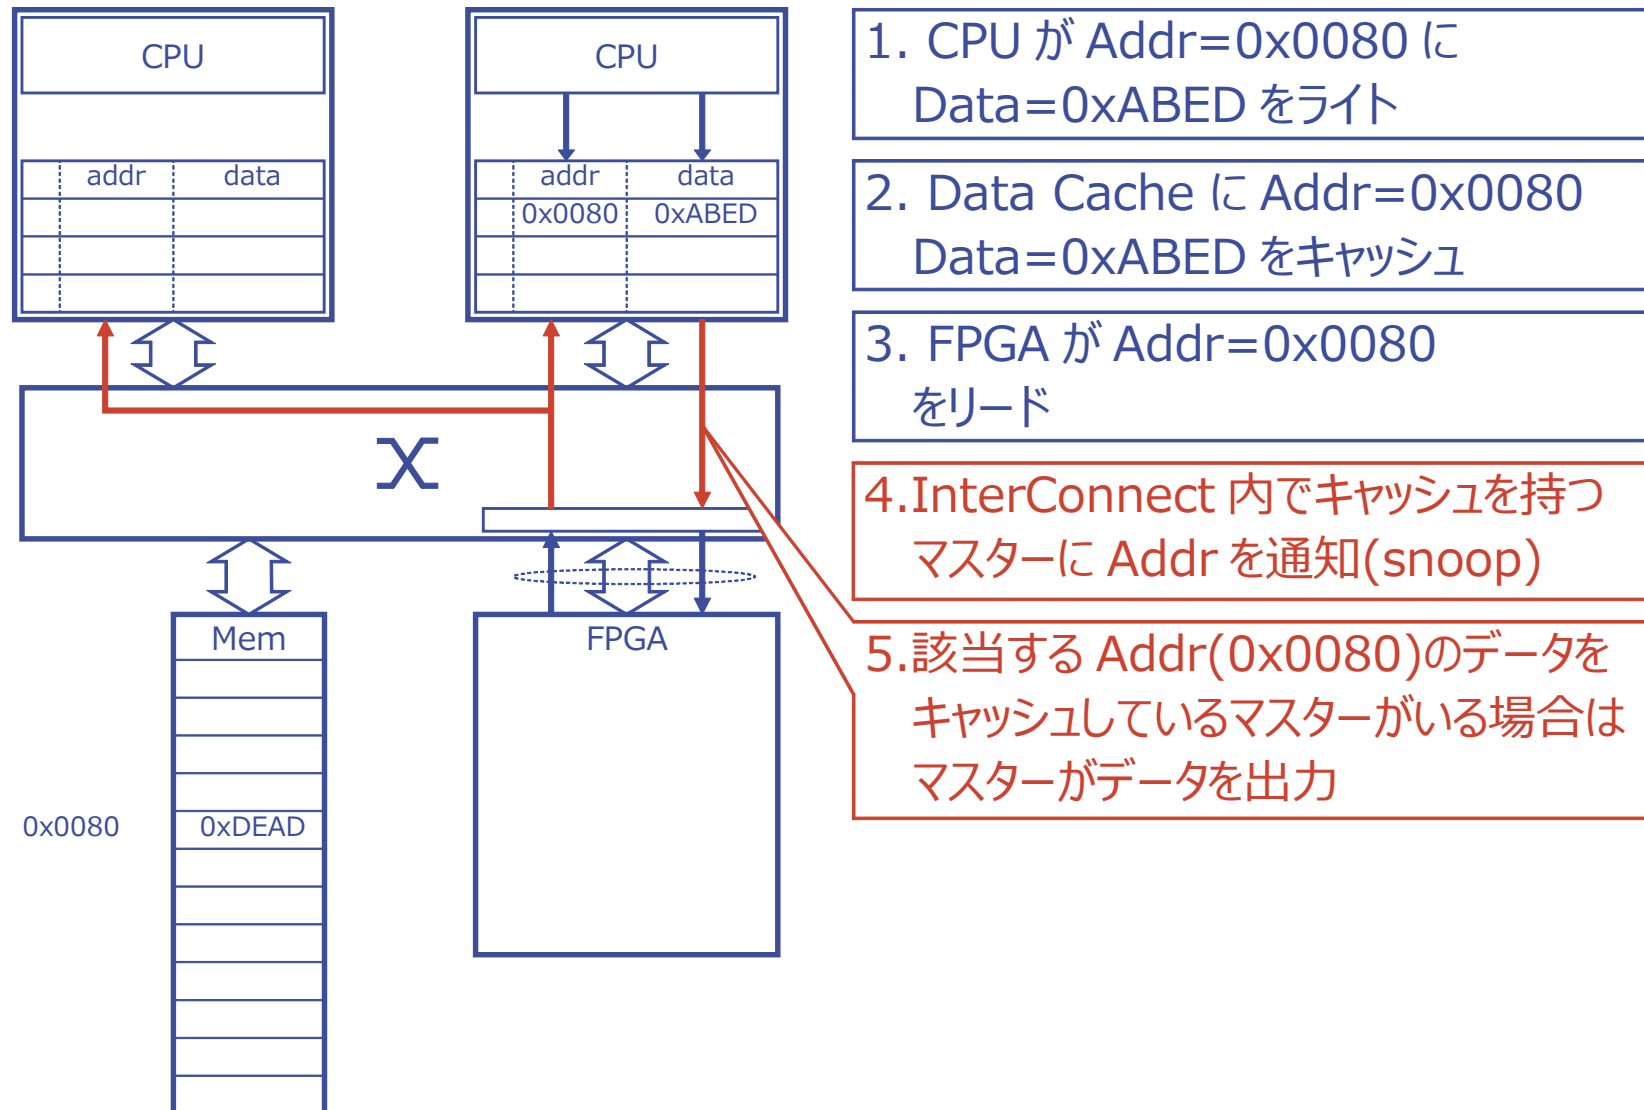 CPU
addr data
CPU
addr data
0x0080 0xABED
Mem
0x0080 0xDEAD
FPGA
1. CPU が Addr=0x0080 に
Data=0xABED をライト
2. Data Cache に Addr=0x0080
Data=0xABED をキャッシュ
3. FPGA が Addr=0x0080
をリード
4.InterConnect 内でキャッシュを持つ
マスターに Addr を通知(snoop)
5.該当する Addr(0x0080)のデータを
キャッシュしているマスターがいる場合は
マスターがデータを出力